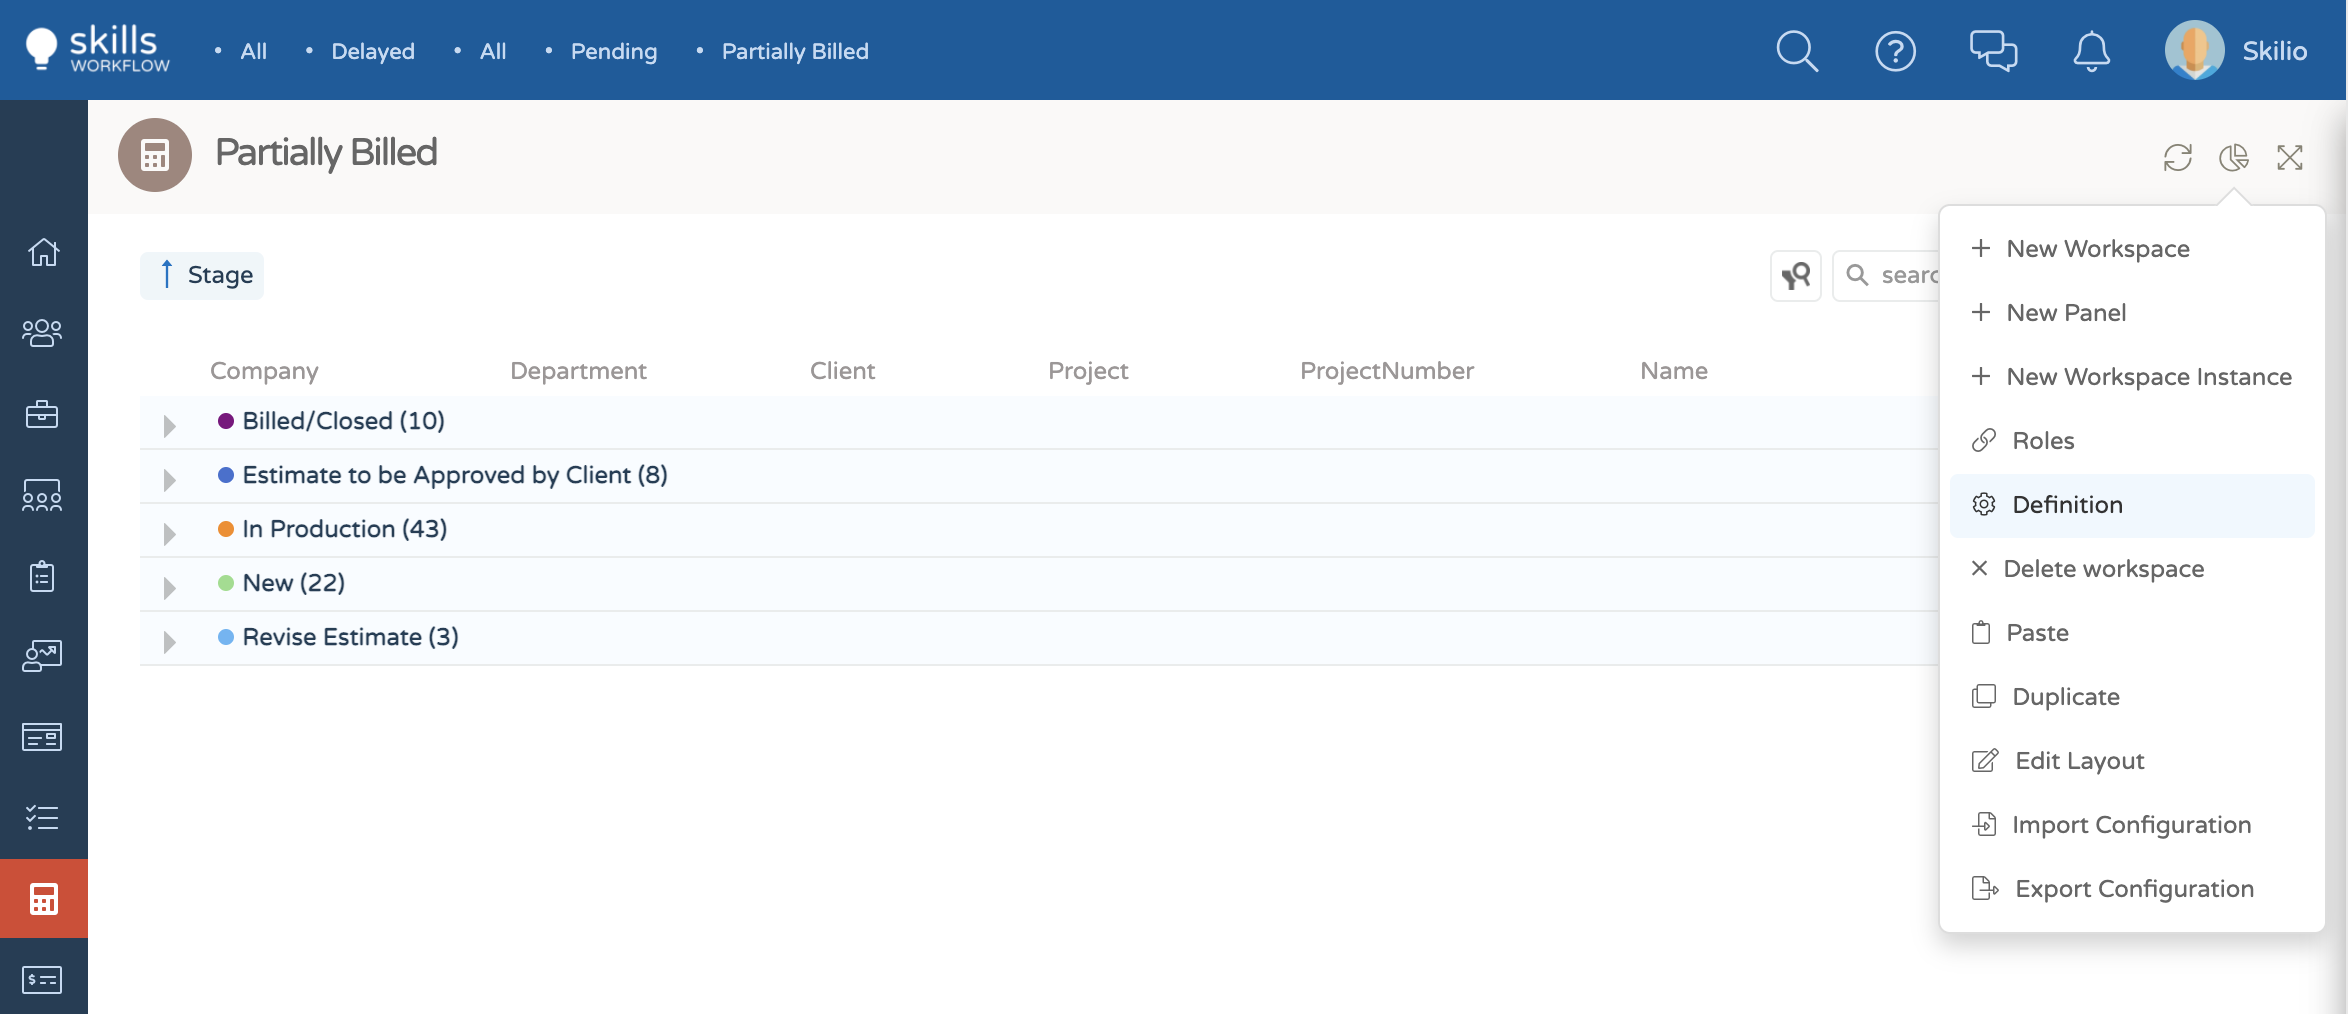 skills
WORKFLOW
• All • Delayed • All • Pending • Partially Billed
Skilio
Partially Billed
Stage
searc
Company Department Client Project ProjectNumber Name
Billed/Closed (10)
Estimate to be Approved by Client (8)
In Production (43)
New (22)
Revise Estimate (3)
New Workspace
New Panel
New Workspace Instance
Roles
Definition
Delete workspace
Paste
Duplicate
Edit Layout
Import Configuration
Export Configuration